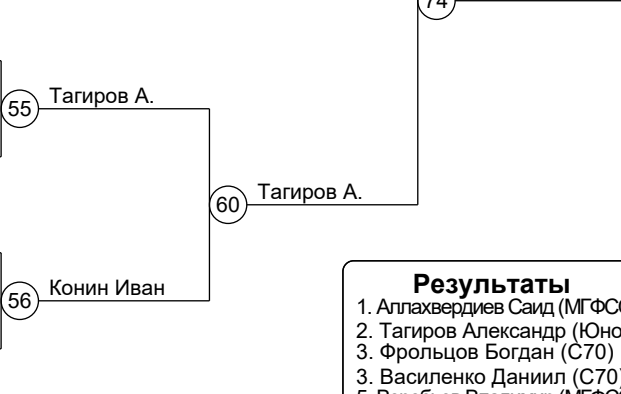 74
55 Тагиров А.
60 Тагиров А.
56 Конин Иван
Результаты
1. Аллахвердиев Саид
2. Тагиров Александр
3. Фрольцов Богдан (С70)
3. Василенко Даниил (С70)